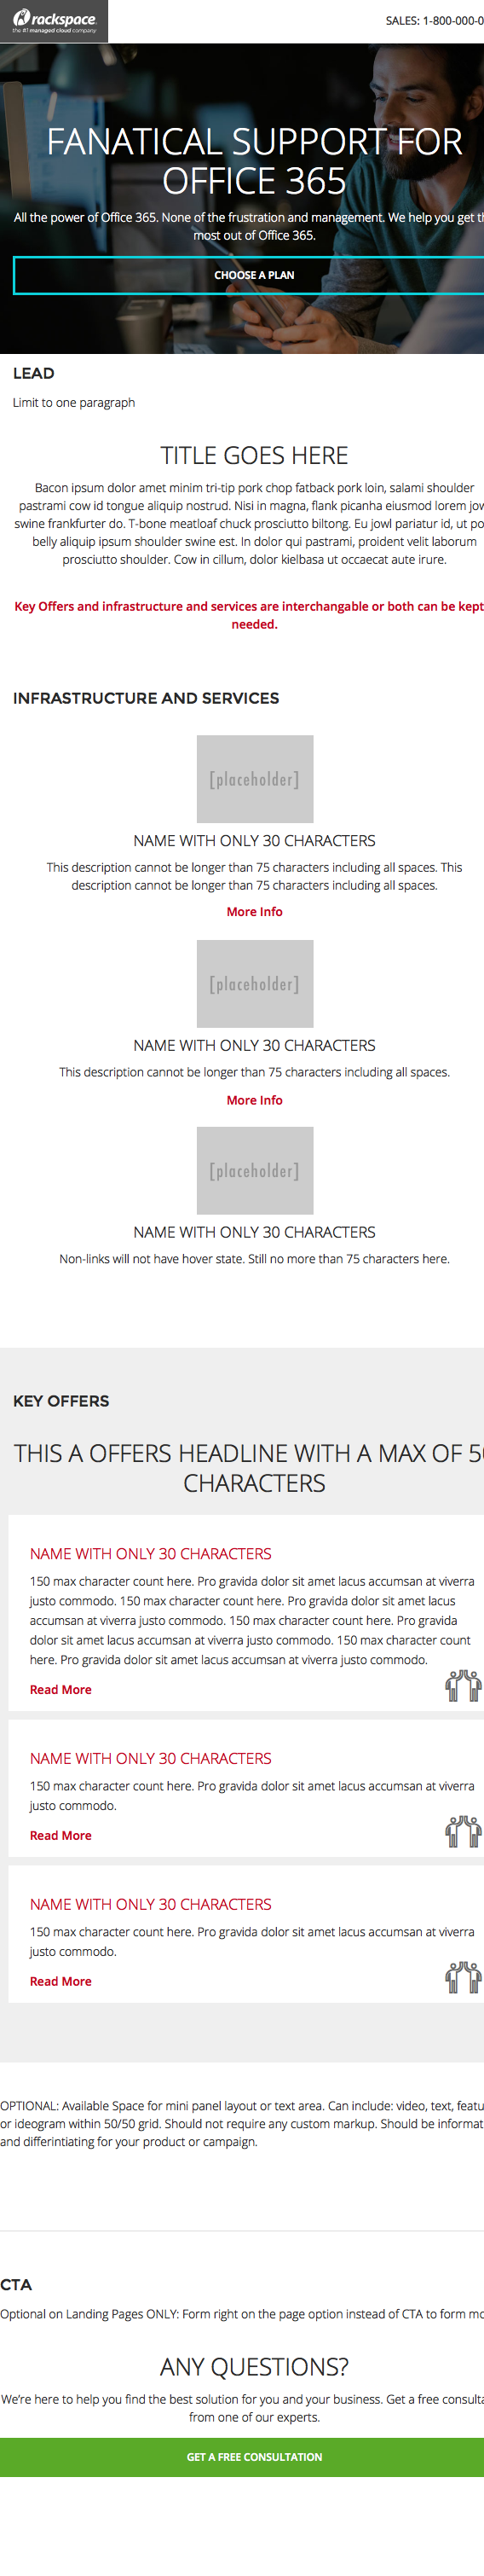 rackspace
the #1 managed cloud company
SALES: 1-800-000-0
FANATICAL SUPPORT FOR
OFFICE 365
All the power of Office 365. None of the frustration and management. We help you get t
most out of Office 365.
CHOOSE A PLAN
LEAD
Limit to one paragraph
TITLE GOES HERE
Bacon ipsum dolor amet minim tri-tip pork chop fatback pork loin, salami shoulder
pastrami cow id tongue aliquip nostrud. Nisi in magna, flank picanha eiusmod lorem jow
swine frankfurter do. T-bone meatloaf chuck prosciutto biltong. Eu jowl pariatur id, ut po
belly aliquip ipsum shoulder swine est. In dolor qui pastrami, proident velit laborum
prosciutto shoulder. Cow in cillum, dolor kielbasa ut occaecat aute irure.
Key Offers and infrastructure and services are interchangable or both can be kept
needed.
INFRASTRUCTURE AND SERVICES
[placeholder]
NAME WITH ONLY 30 CHARACTERS
This description cannot be longer than 75 characters including all spaces. This
description cannot be longer than 75 characters including all spaces.
More Info
[placeholder]
NAME WITH ONLY 30 CHARACTERS
This description cannot be longer than 75 characters including all spaces.
More Info
[placeholder]
NAME WITH ONLY 30 CHARACTERS
Non-links will not have hover state. Still no more than 75 characters here.
KEY OFFERS
THIS A OFFERS HEADLINE WITH A MAX OF 50
CHARACTERS
NAME WITH ONLY 30 CHARACTERS
150 max character count here. Pro gravida dolor sit amet lacus accumsan at viverra
justo commodo. 150 max character count here. Pro gravida dolor sit amet lacus
accumsan at viverra justo commodo. 150 max character count here. Pro gravida
dolor sit amet lacus accumsan at viverra justo commodo. 150 max character count
here. Pro gravida dolor sit amet lacus accumsan at viverra justo commodo.
Read More
NAME WITH ONLY 30 CHARACTERS
150 max character count here. Pro gravida dolor sit amet lacus accumsan at viverra
justo commodo.
Read More
NAME WITH ONLY 30 CHARACTERS
150 max character count here. Pro gravida dolor sit amet lacus accumsan at viverra
justo commodo.
Read More
OPTIONAL: Available Space for mini panel layout or text area. Can include: video, text, featu
or ideogram within 50/50 grid. Should not require any custom markup. Should be informat
and differintiating for your product or campaign.
CTA
Optional on Landing Pages ONLY: Form right on the page option instead of CTA to form mo
ANY QUESTIONS?
We're here to help you find the best solution for you and your business. Get a free consulta
from one of our experts.
GET A FREE CONSULTATION